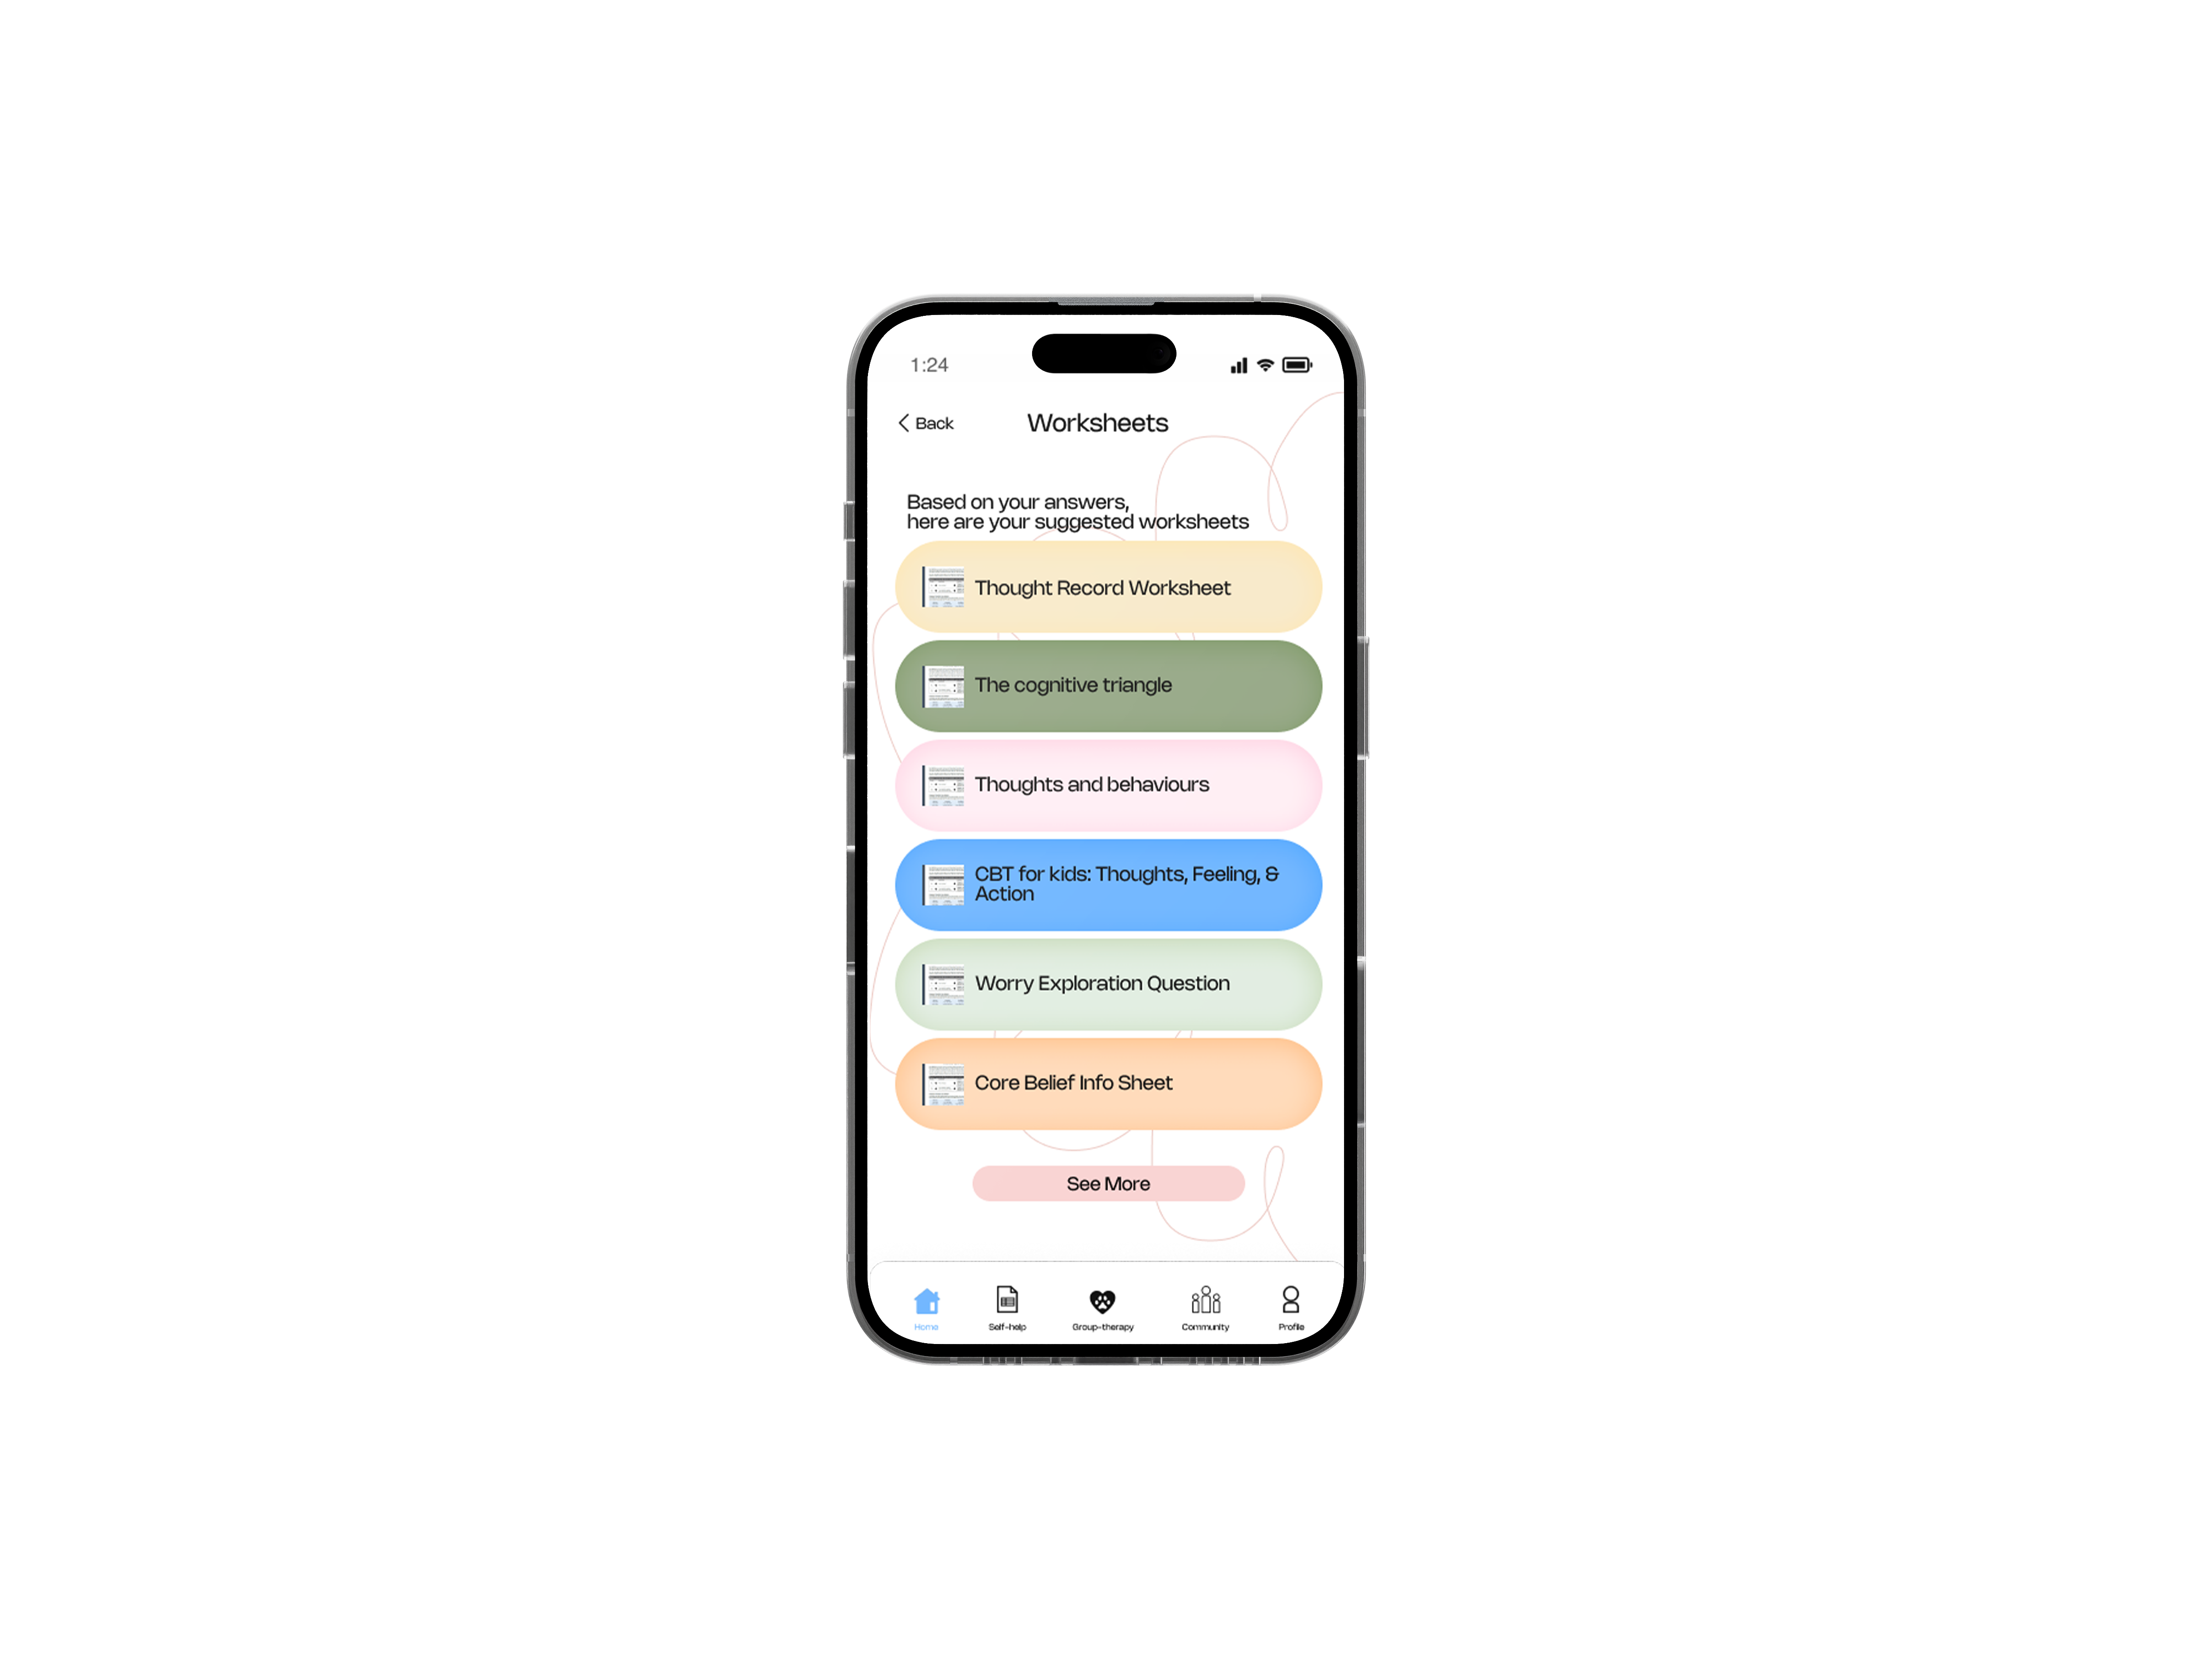 1:24
Back
Worksheets
Based on your answers,
here are your suggested worksheets
Thought Record Worksheet
The cognitive triangle
Thoughts and behaviours
CBT for kids: Thoughts, Feeling, &
Action
Worry Exploration Question
Core Belief Info Sheet
See More
Home
Self-help
Group-therapy
Community
Profile